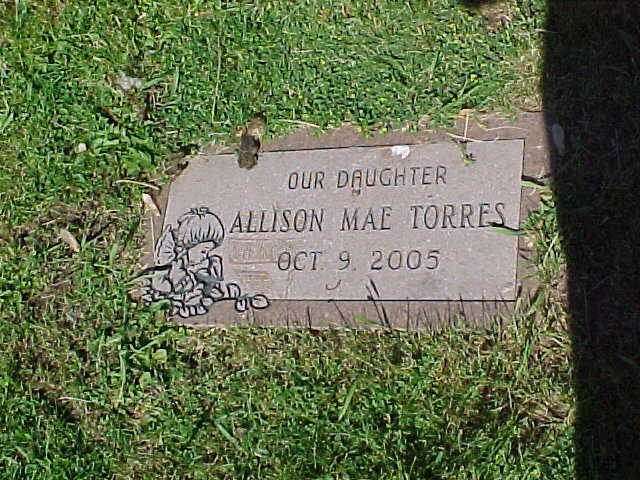 OUR DAUGHTER
ALLISON MAE TORRES
OCT. 9, 2005